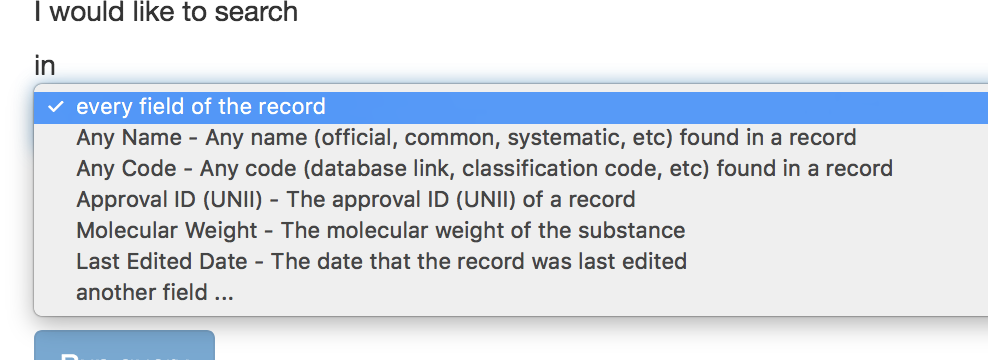 I would like to search
in
✓ every field of the record
Any Name - Any name (official, common, systematic, etc) found in a record
Any Code - Any code (database link, classification code, etc) found in a record
Approval ID (UNII) - The approval ID (UNII) of a record
Molecular Weight - The molecular weight of the substance
Last Edited Date - The date that the record was last edited
another field ...